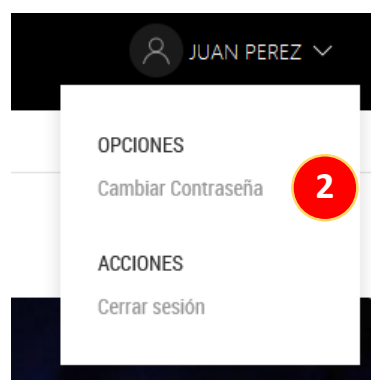 JUAN PEREZ
OPCIONES
Cambiar Contraseña
2
ACCIONES
Cerrar sesión